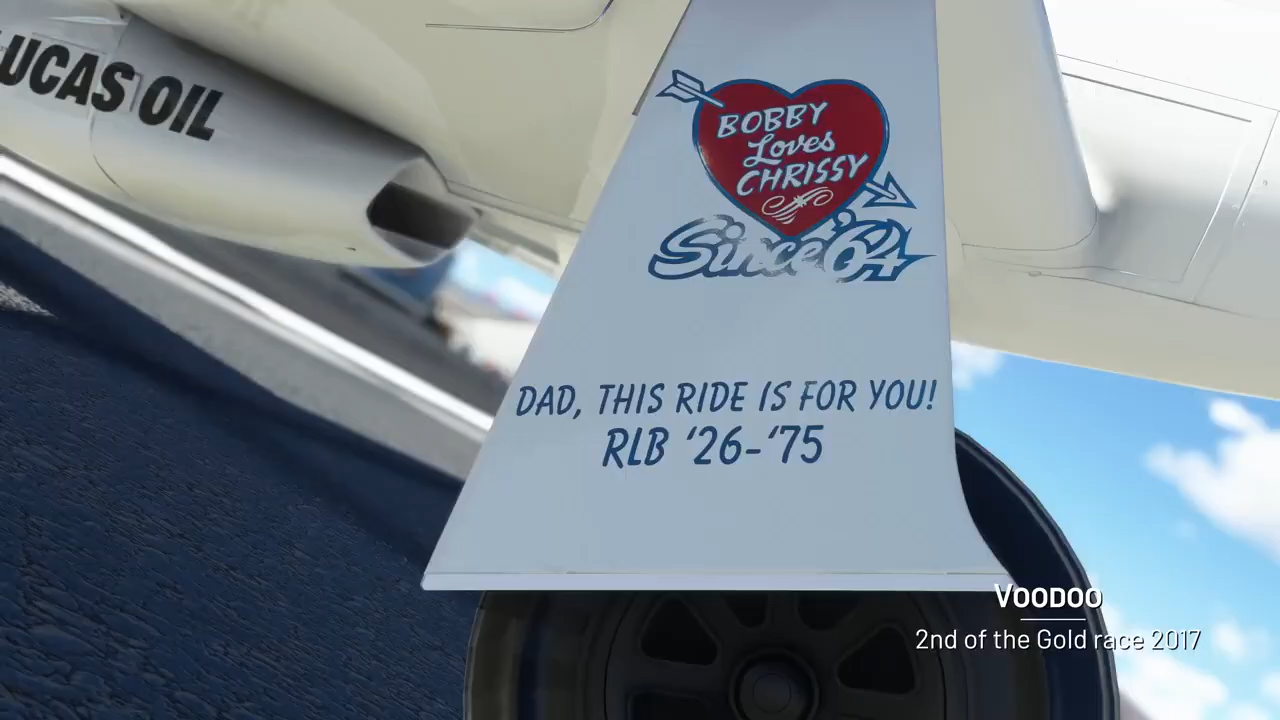 LUCAS OIL
BOBBY
Loves
CHRISSY
Since '64
DAD, THIS RIDE IS FOR YOU!
RLB '26-'75
VOODOO
2nd of the Gold race 2017